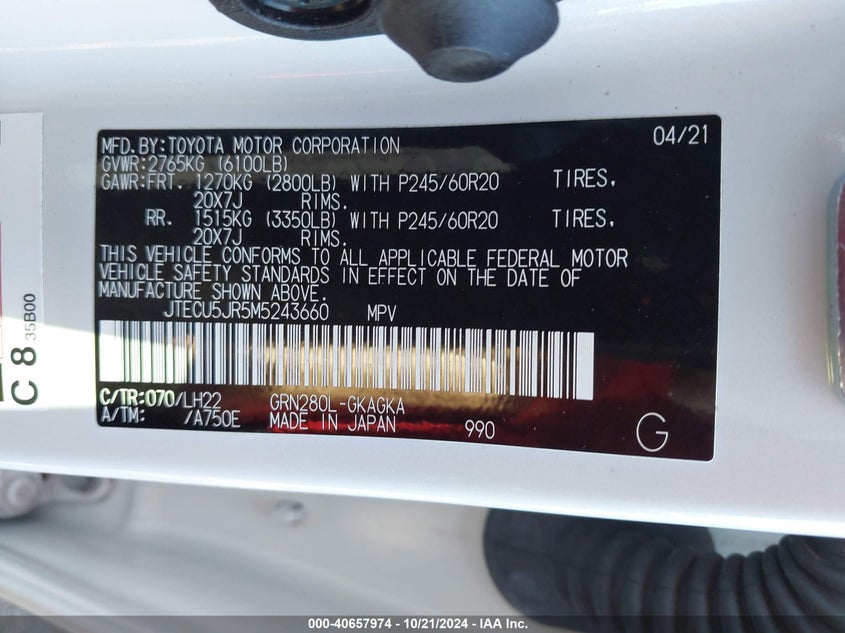 MFD.BY:TOYOTA MOTOR CORPORATION 04/21
GVWR:2765KG (6100LB)
GAWR:FRT. 1270KG (2800LB) WITH P245/60R20 TIRES,
20X7J RIMS.
RR. 1515KG (3350LB) WITH P245/60R20 TIRES,
20X7J RIMS.
THIS VEHICLE CONFORMS TO ALL APPLICABLE FEDERAL MOTOR
VEHICLE SAFETY STANDARDS IN EFFECT ON THE DATE OF
MANUFACTURE SHOWN ABOVE.
JTECU5JR5M5243660 MPV
C/TR:070/LH22 GRN280L-GKAGKA
A/TM: /A750E MADE IN JAPAN 990 G
C 8 35B00
000-40657974 - 10/21/2024 - IAA Inc.